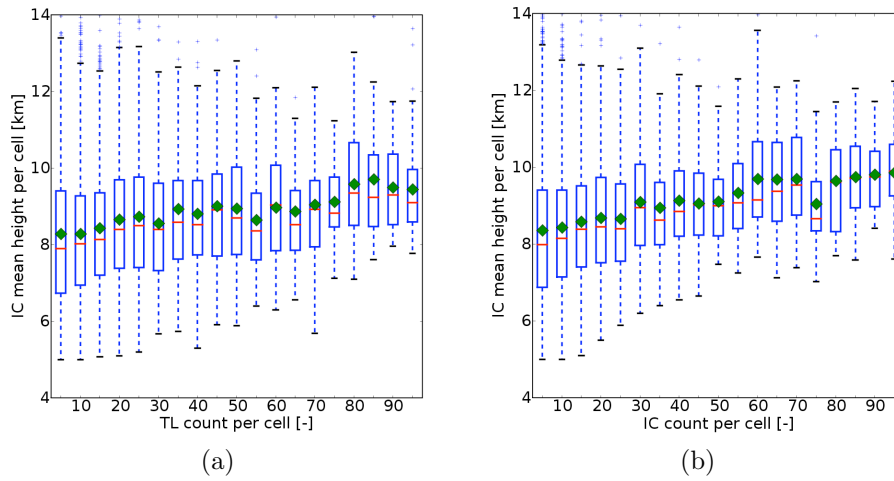 14
12
10
8
6
4
IC mean height per cell [km]
10 20 30 40 50 60 70 80 90
TL count per cell [-]
(a)
14
12
10
8
6
4
IC mean height per cell [km]
10 20 30 40 50 60 70 80 90
IC count per cell [-]
(b)